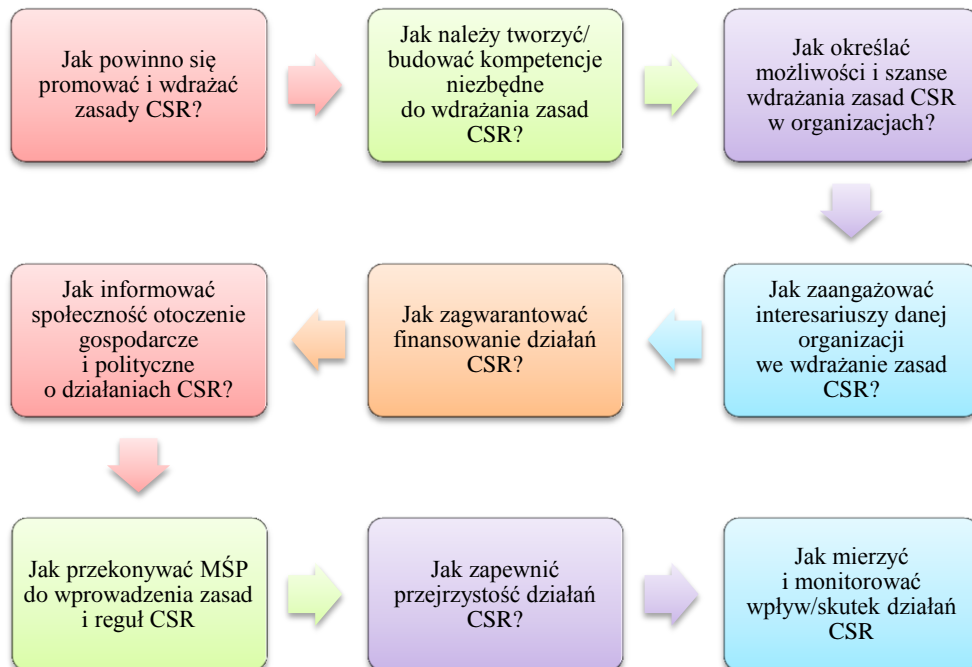 Jak powinno się
promować i wdrażać
zasady CSR?
Jak należy tworzyć/
budować kompetencje
niezbędne
do wdrażania zasad
CSR?
Jak określać
możliwości i szanse
wdrażania zasad CSR
w organizacjach?
Jak zaangażować
interesariuszy danej
organizacji
we wdrażanie zasad
CSR?
Jak zagwarantować
finansowanie działań
CSR?
Jak informować
społeczność otoczenie
gospodarcze
i polityczne
o działaniach CSR?
Jak przekonywać MŚP
do wprowadzenia zasad
i reguł CSR
Jak zapewnić
przejrzystość działań
CSR?
Jak mierzyć
i monitorować
wpływ/skutek działań
CSR